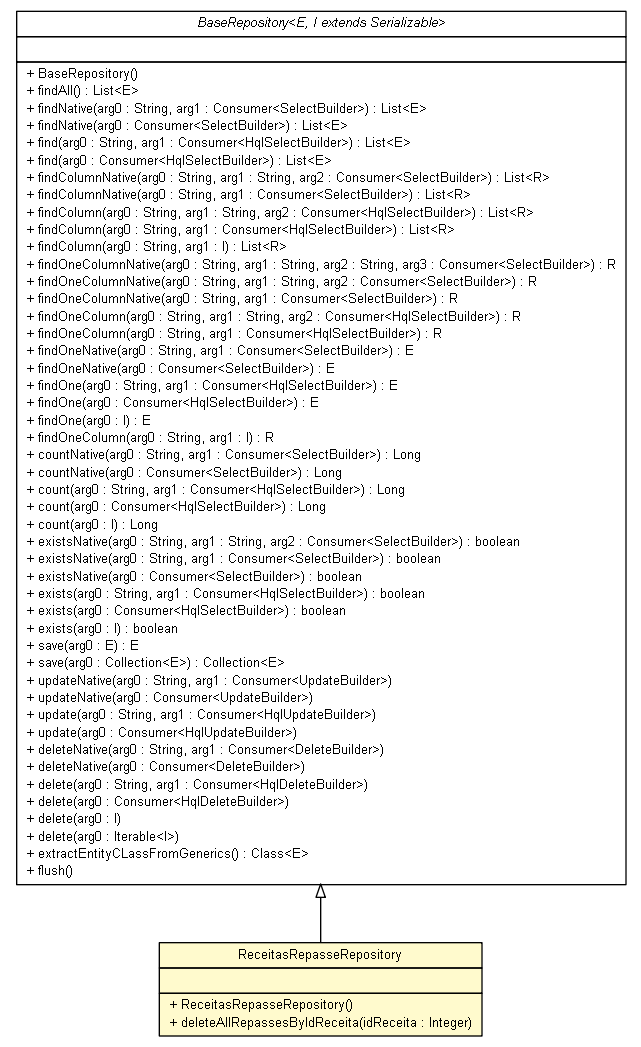 BaseRepository<E, I extends Serializable>
+ BaseRepository()
+ findAll() : List<E>
+ findNative(arg0 : String, arg1 : Consumer<SelectBuilder>) : List<E>
+ findNative(arg0 : Consumer<SelectBuilder>) : List<E>
+ find(arg0 : String, arg1 : Consumer<HqlSelectBuilder>) : List<E>
+ find(arg0 : Consumer<HqlSelectBuilder>) : List<E>
+ findColumnNative(arg0 : String, arg1 : String, arg2 : Consumer<SelectBuilder>) : List<R>
+ findColumnNative(arg0 : String, arg1 : Consumer<SelectBuilder>) : List<R>
+ findColumn(arg0 : String, arg1 : String, arg2 : Consumer<HqlSelectBuilder>) : List<R>
+ findColumn(arg0 : String, arg1 : Consumer<HqlSelectBuilder>) : List<R>
+ findColumn(arg0 : String, arg1 : I) : List<R>
+ findOneColumnNative(arg0 : String, arg1 : String, arg2 : String, arg3 : Consumer<SelectBuilder>) : R
+ findOneColumnNative(arg0 : String, arg1 : String, arg2 : Consumer<SelectBuilder>) : R
+ findOneColumnNative(arg0 : String, arg1 : Consumer<SelectBuilder>) : R
+ findOneColumn(arg0 : String, arg1 : String, arg2 : Consumer<HqlSelectBuilder>) : R
+ findOneColumn(arg0 : String, arg1 : Consumer<HqlSelectBuilder>) : R
+ findOneNative(arg0 : String, arg1 : Consumer<SelectBuilder>) : E
+ findOneNative(arg0 : Consumer<SelectBuilder>) : E
+ findOne(arg0 : String, arg1 : Consumer<HqlSelectBuilder>) : E
+ findOne(arg0 : Consumer<HqlSelectBuilder>) : E
+ findOne(arg0 : I) : E
+ findOneColumn(arg0 : String, arg1 : I) : R
+ countNative(arg0 : String, arg1 : Consumer<SelectBuilder>) : Long
+ countNative(arg0 : Consumer<SelectBuilder>) : Long
+ count(arg0 : String, arg1 : Consumer<HqlSelectBuilder>) : Long
+ count(arg0 : Consumer<HqlSelectBuilder>) : Long
+ count(arg0 : I) : Long
+ existsNative(arg0 : String, arg1 : String, arg2 : Consumer<SelectBuilder>) : boolean
+ existsNative(arg0 : String, arg1 : Consumer<SelectBuilder>) : boolean
+ existsNative(arg0 : Consumer<SelectBuilder>) : boolean
+ exists(arg0 : String, arg1 : Consumer<HqlSelectBuilder>) : boolean
+ exists(arg0 : Consumer<HqlSelectBuilder>) : boolean
+ exists(arg0 : I) : boolean
+ save(arg0 : E) : E
+ save(arg0 : Collection<E>) : Collection<E>
+ updateNative(arg0 : String, arg1 : Consumer<UpdateBuilder>)
+ updateNative(arg0 : Consumer<UpdateBuilder>)
+ update(arg0 : String, arg1 : Consumer<HqlUpdateBuilder>)
+ update(arg0 : Consumer<HqlUpdateBuilder>)
+ deleteNative(arg0 : String, arg1 : Consumer<DeleteBuilder>)
+ deleteNative(arg0 : Consumer<DeleteBuilder>)
+ delete(arg0 : String, arg1 : Consumer<HqlDeleteBuilder>)
+ delete(arg0 : Consumer<HqlDeleteBuilder>)
+ delete(arg0 : I)
+ delete(arg0 : Iterable<I>)
+ extractEntityCLassFromGenerics() : Class<E>
+ flush()
ReceitasRepasseRepository
+ ReceitasRepasseRepository()
+ deleteAllRepassesByIdReceita(idReceita : Integer)